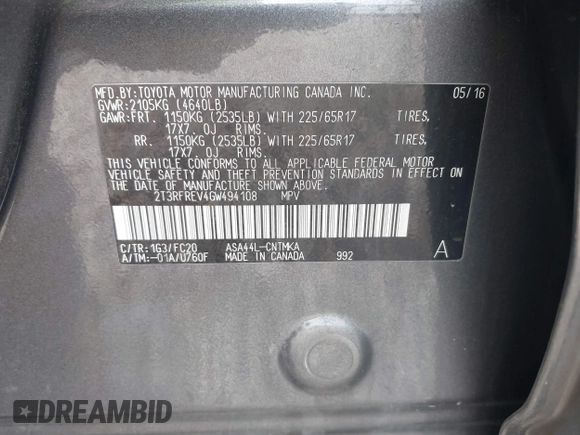 MFD.BY:TOYOTA MOTOR MANUFACTURING CANADA INC. 05/16
GVWR:2105KG (4640LB)
GAWR:FRT. 1150KG (2535LB) WITH 225/65R17 TIRES,
17X7.0J RIMS.
RR. 1150KG (2535LB) WITH 225/65R17 TIRES,
17X7.0J RIMS.
THIS VEHICLE CONFORMS TO ALL APPLICABLE FEDERAL MOTOR
VEHICLE SAFETY AND THEFT PREVENTION STANDARDS IN
EFFECT ON THE DATE OF MANUFACTURE SHOWN ABOVE.
2T3RFREV4GW494108 MPV
C/TR:1G3/FC20 ASA44L-CNTMKA
A/TM:-01A/U760F MADE IN CANADA 992 A
DREAMBID